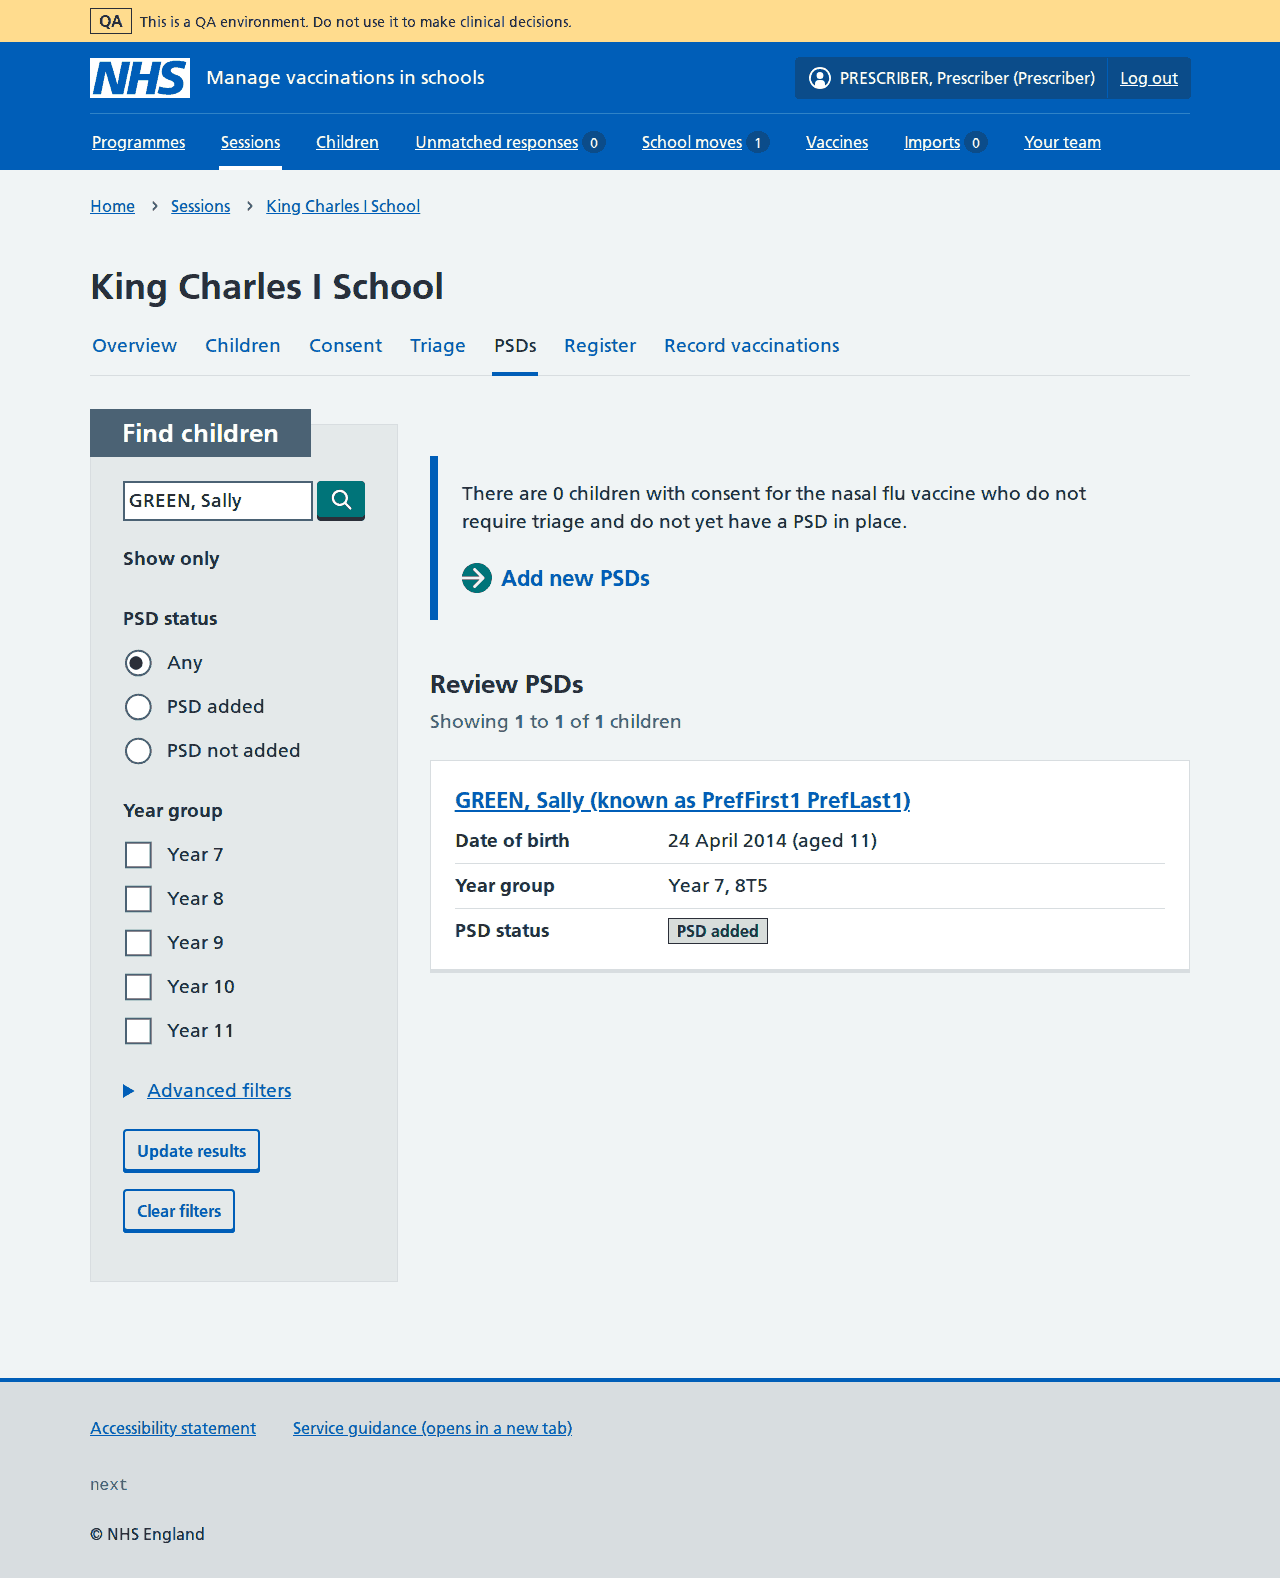 QA This is a QA environment. Do not use it to make clinical decisions.
NHS Manage vaccinations in schools PRESCRIBER, Prescriber (Prescriber) Log out
Programmes Sessions Children Unmatched responses 0 School moves 1 Vaccines Imports 0 Your team
Home Sessions King Charles I School
King Charles I School
Overview Children Consent Triage PSDs Register Record vaccinations
Find children
GREEN, Sally
Show only
PSD status
Any
PSD added
PSD not added
Year group
Year 7
Year 8
Year 9
Year 10
Year 11
Advanced filters
Update results
Clear filters
There are 0 children with consent for the nasal flu vaccine who do not
require triage and do not yet have a PSD in place.
Add new PSDs
Review PSDs
Showing 1 to 1 of 1 children
GREEN, Sally (known as PrefFirst1 PrefLast1)
Date of birth 24 April 2014 (aged 11)
Year group Year 7, 8T5
PSD status PSD added
Accessibility statement Service guidance (opens in a new tab)
next
© NHS England